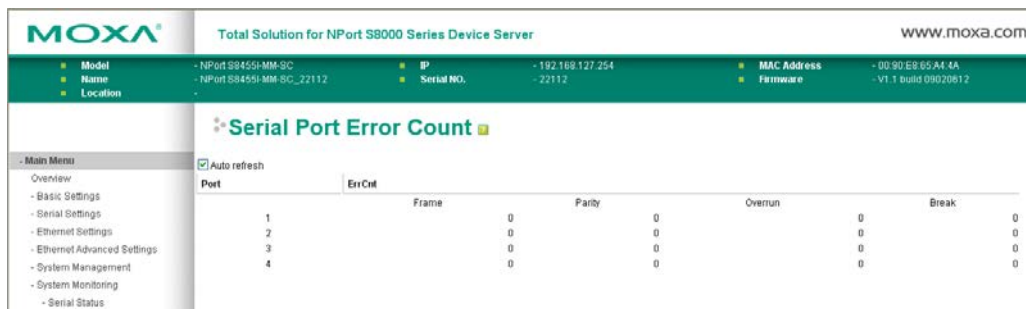 MOXA
Total Solution for NPort S8000 Series Device Server
www.moxa.com
Model - NPort S8455I-MM-SC IP - 192.168.127.254 MAC Address - 00:90:E8:65:A4:4A
Name - NPort S8455I-MM-SC_22112 Serial NO. - 22112 Firmware - V1.1 build 09020612
Location -
Serial Port Error Count
- Main Menu
Overview
- Basic Settings
- Serial Settings
- Ethernet Settings
- Ethernet Advanced Settings
- System Management
- System Monitoring
- Serial Status
Auto refresh
Port ErrCnt
Frame Parity Overrun Break
1 0 0 0 0
2 0 0 0 0
3 0 0 0 0
4 0 0 0 0